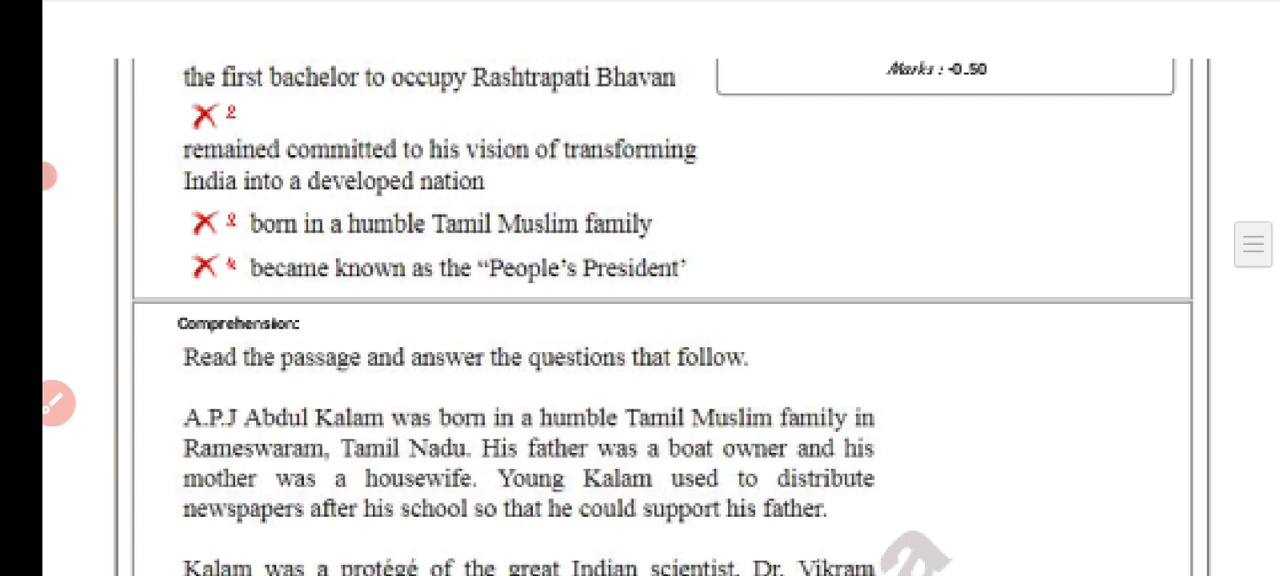 the first bachelor to occupy Rashtrapati Bhavan
Marks : -0.50
2
remained committed to his vision of transforming
India into a developed nation
born in a humble Tamil Muslim family
became known as the “People’s President’
Comprehension:
Read the passage and answer the questions that follow.
A.P.J Abdul Kalam was born in a humble Tamil Muslim family in
Rameswaram, Tamil Nadu. His father was a boat owner and his
mother was a housewife. Young Kalam used to distribute
newspapers after his school so that he could support his father.
Kalam was a protégé of the great Indian scientist, Dr. Vikram